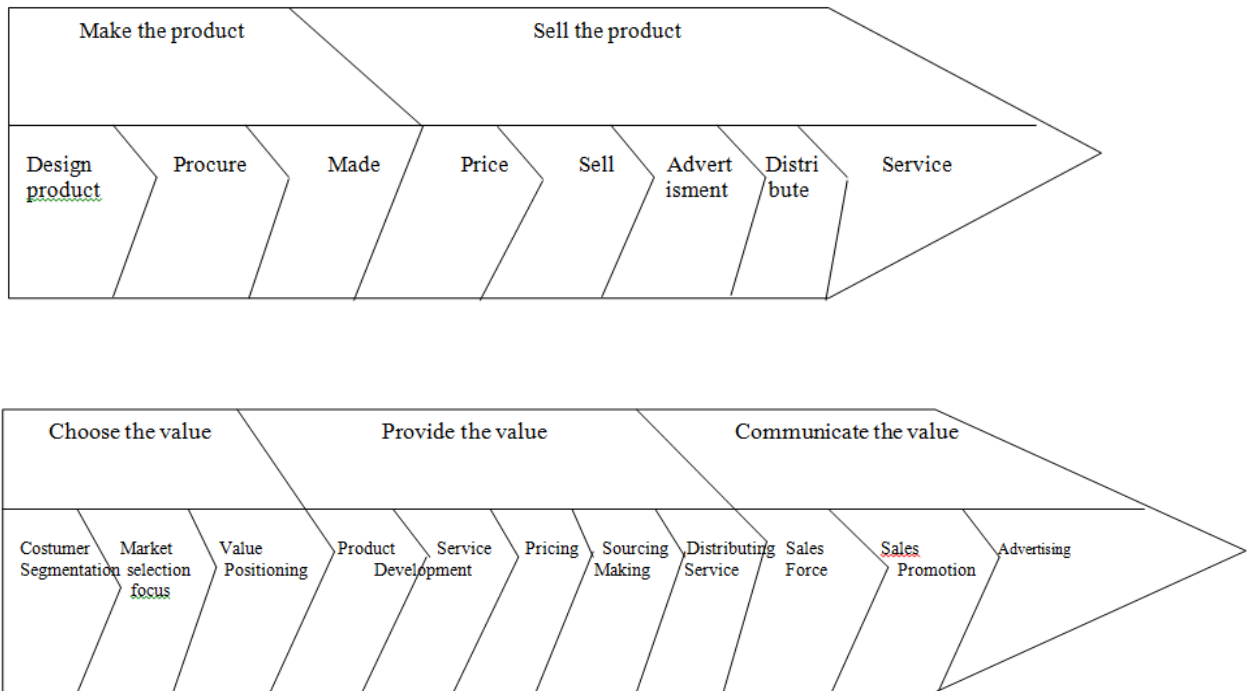 Make the product
Sell the product
Design
product
Procure
Made
Price
Sell
Advert
isment
Distri
bute
Service
Choose the value
Provide the value
Communicate the value
Costumer
Segmentation
Market
selection
focus
Value
Positioning
Product
Service
Development
Pricing
Sourcing
Making
Distributing
Service
Sales
Force
Sales
Promotion
Advertising